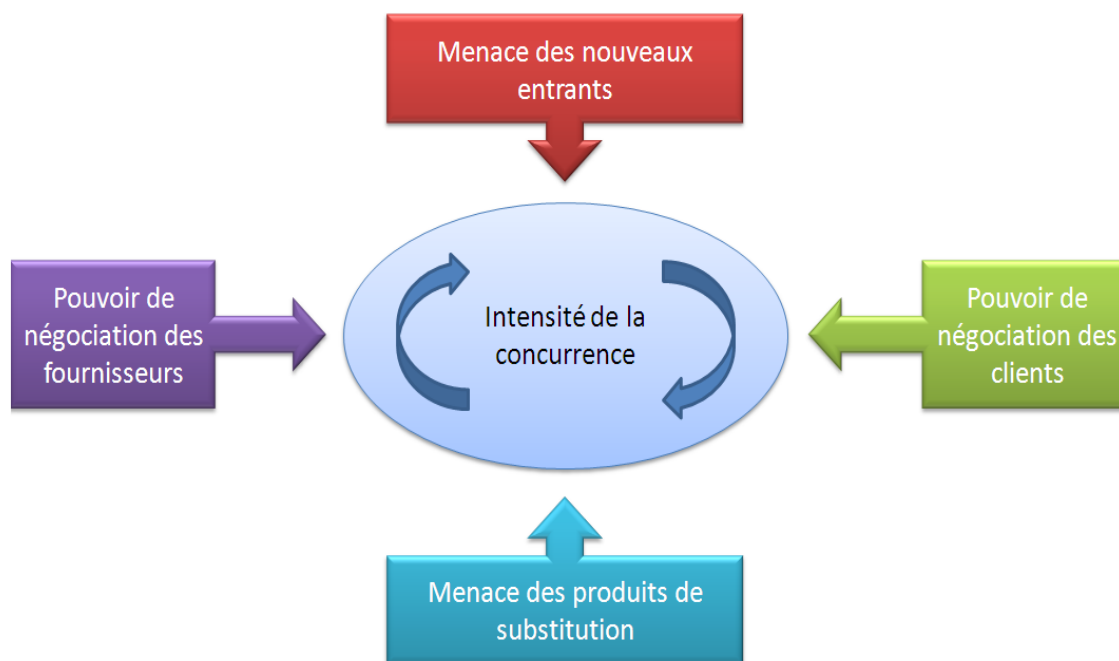 Menace des nouveaux
entrants
Pouvoir de
négociation des
fournisseurs
Intensité de la
concurrence
Pouvoir de
négociation des
clients
Menace des produits de
substitution